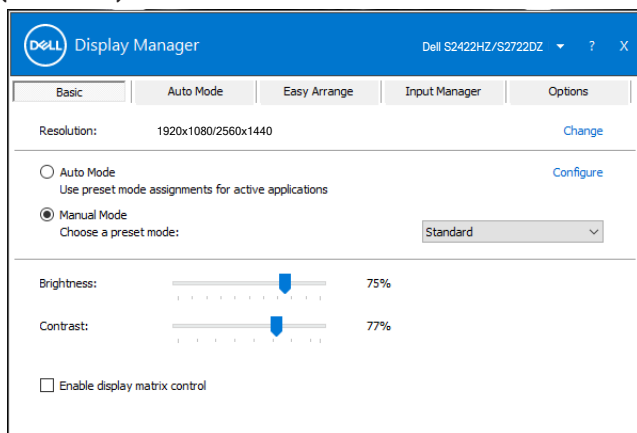 DELL Display Manager Dell S2422HZ/S2722DZ ? X
Basic Auto Mode Easy Arrange Input Manager Options
Resolution: 1920x1080/2560x1440 Change
Auto Mode Configure
Use preset mode assignments for active applications
Manual Mode
Choose a preset mode: Standard
Brightness: 75%
Contrast: 77%
Enable display matrix control